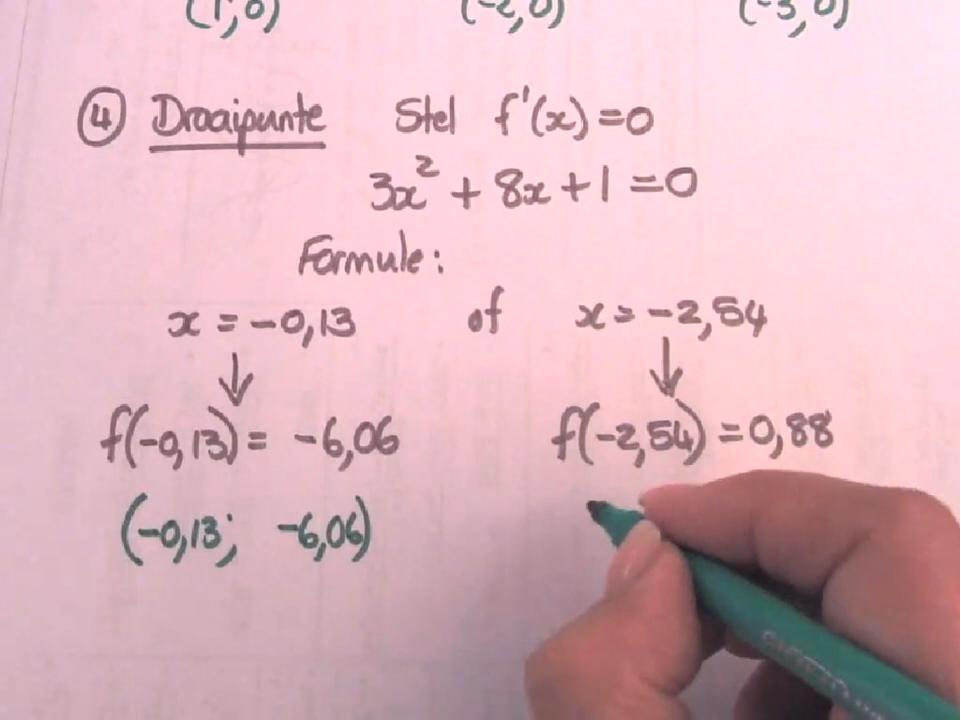 (1,0) (-2,0) (-3,0)
④ Draaipunte Stel f'(x)=0
3x² + 8x + 1 = 0
Formule:
x = -0,13 of x = -2,54
↓ ↓
f(-0,13) = -6,06 f(-2,54) = 0,88
(-0,13; -6,06)